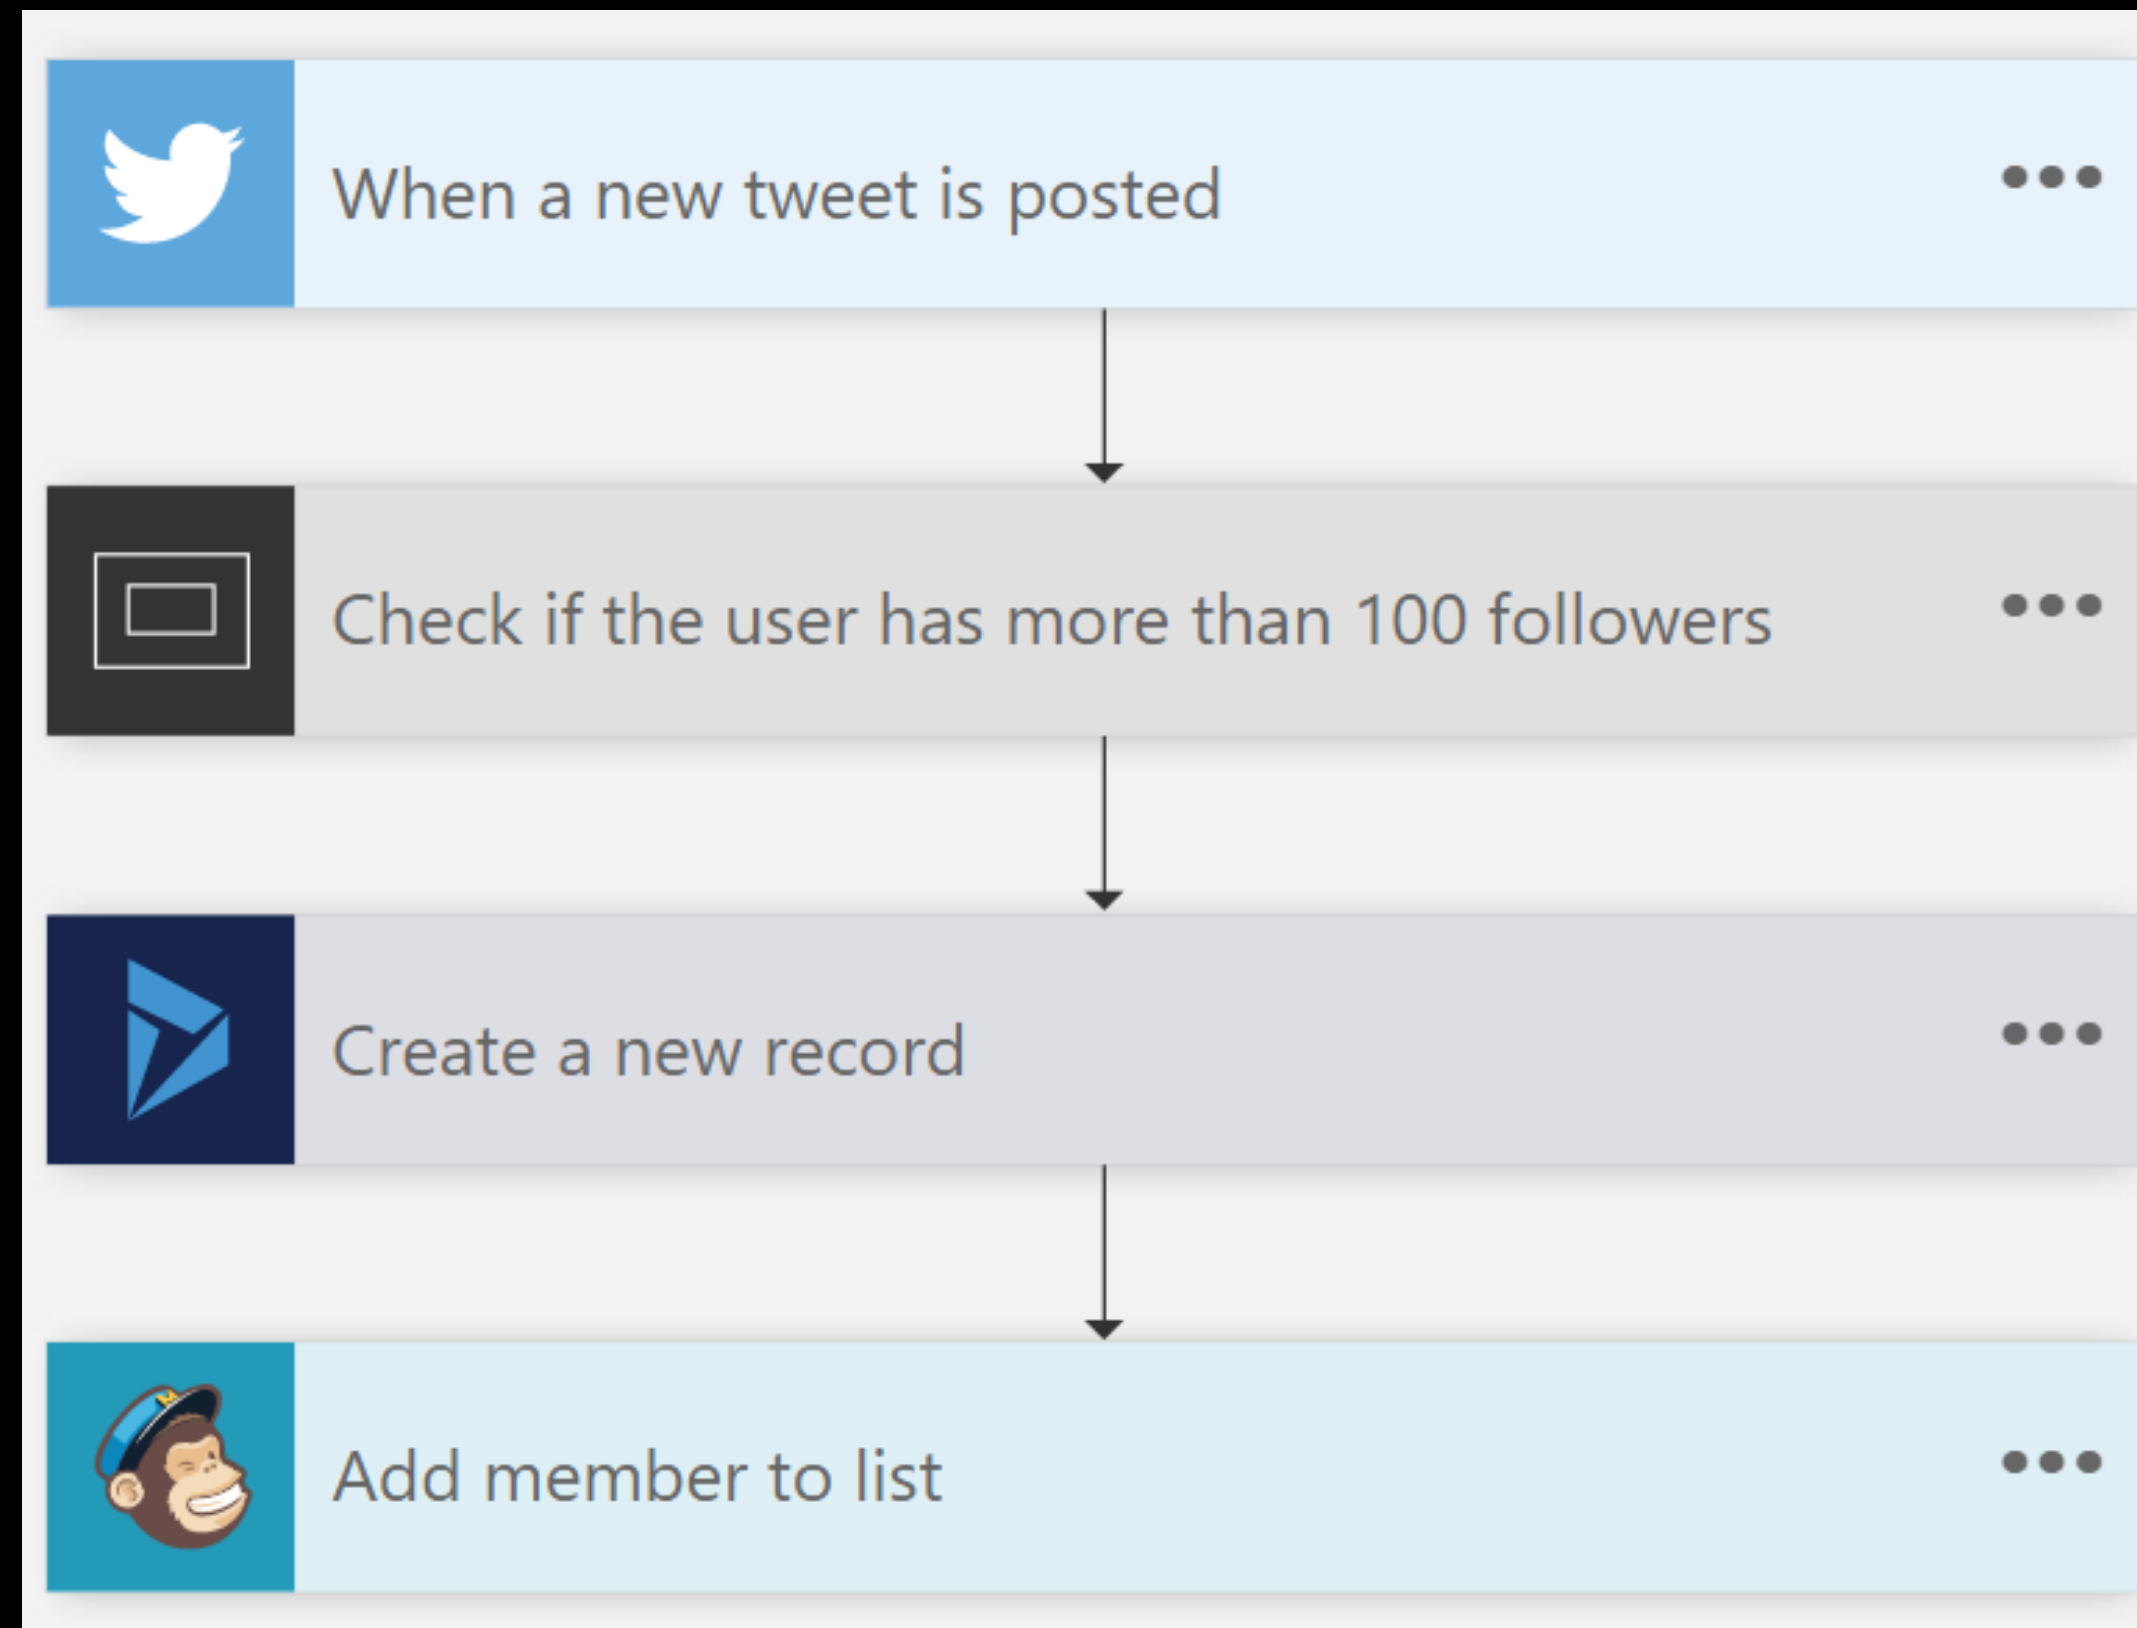 When a new tweet is posted
Check if the user has more than 100 followers
Create a new record
Add member to list